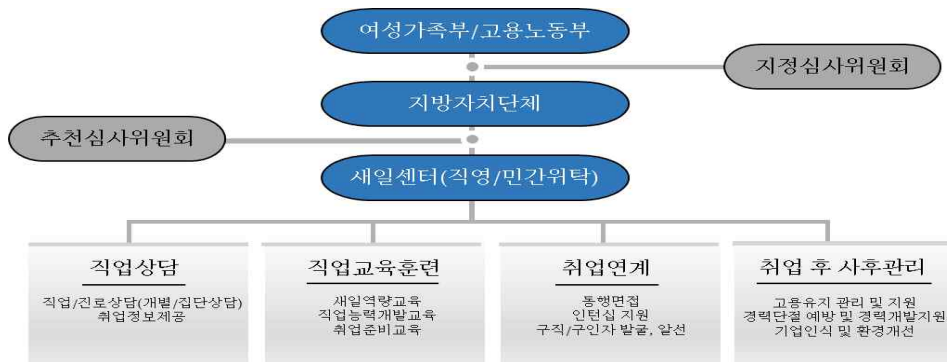 여성가족부/고용노동부
지정심사위원회
지방자치단체
추천심사위원회
새일센터(직영/민간위탁)
직업상담
직업/진로상담(개별/집단상담)
취업정보제공
직업교육훈련
새일역량교육
직업능력개발교육
취업준비교육
취업연계
동행면접
인턴십 지원
구직/구인자 발굴, 알선
취업 후 사후관리
고용유지 관리 및 지원
경력단절 예방 및 경력개발지원
기업인식 및 환경개선